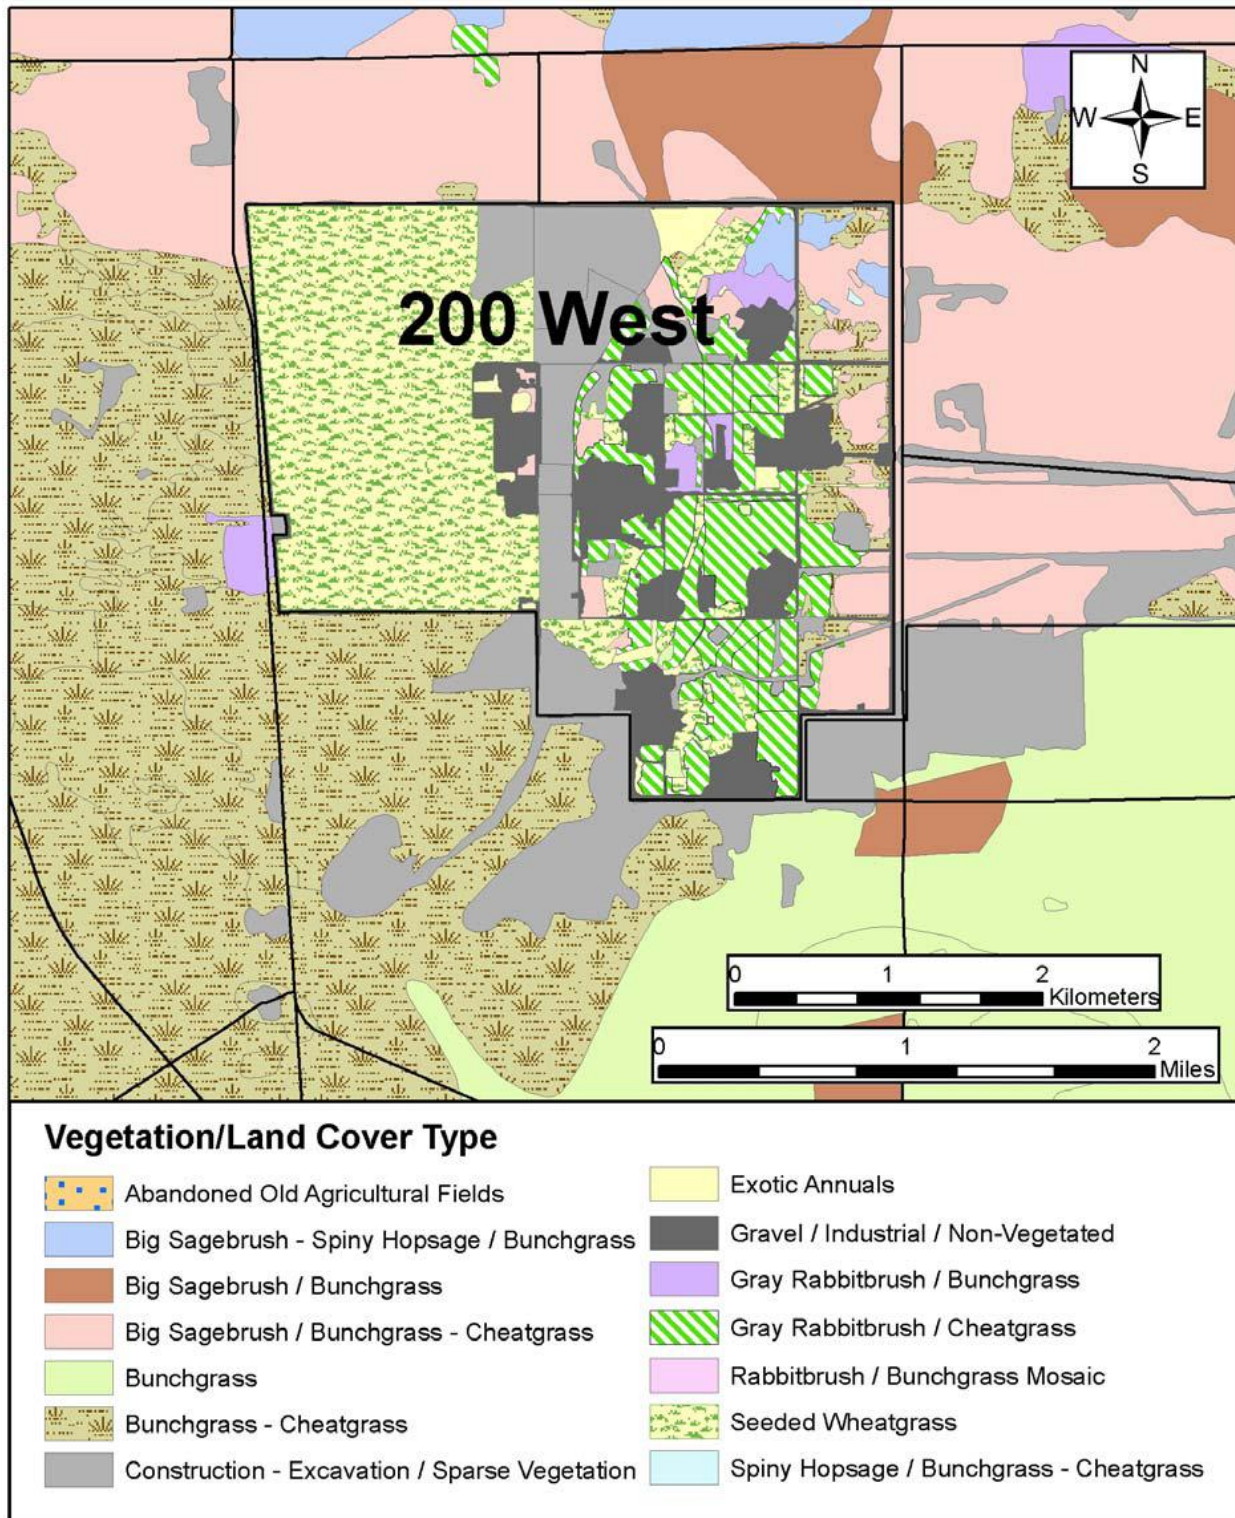 N
W E
S
200 West
0 1 2
Kilometers
0 1 2
Miles
Vegetation/Land Cover Type
Abandoned Old Agricultural Fields
Big Sagebrush - Spiny Hopsage / Bunchgrass
Big Sagebrush / Bunchgrass
Big Sagebrush / Bunchgrass - Cheatgrass
Bunchgrass
Bunchgrass - Cheatgrass
Construction - Excavation / Sparse Vegetation
Exotic Annuals
Gravel / Industrial / Non-Vegetated
Gray Rabbitbrush / Bunchgrass
Gray Rabbitbrush / Cheatgrass
Rabbitbrush / Bunchgrass Mosaic
Seeded Wheatgrass
Spiny Hopsage / Bunchgrass - Cheatgrass